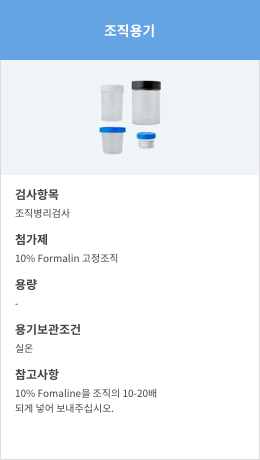 조직용기
검사항목
조직병리검사
첨가제
10% Formalin 고정조직
용량
-
용기보관조건
실온
참고사항
10% Fomaline을 조직의 10-20배
되게 넣어 보내주십시오.